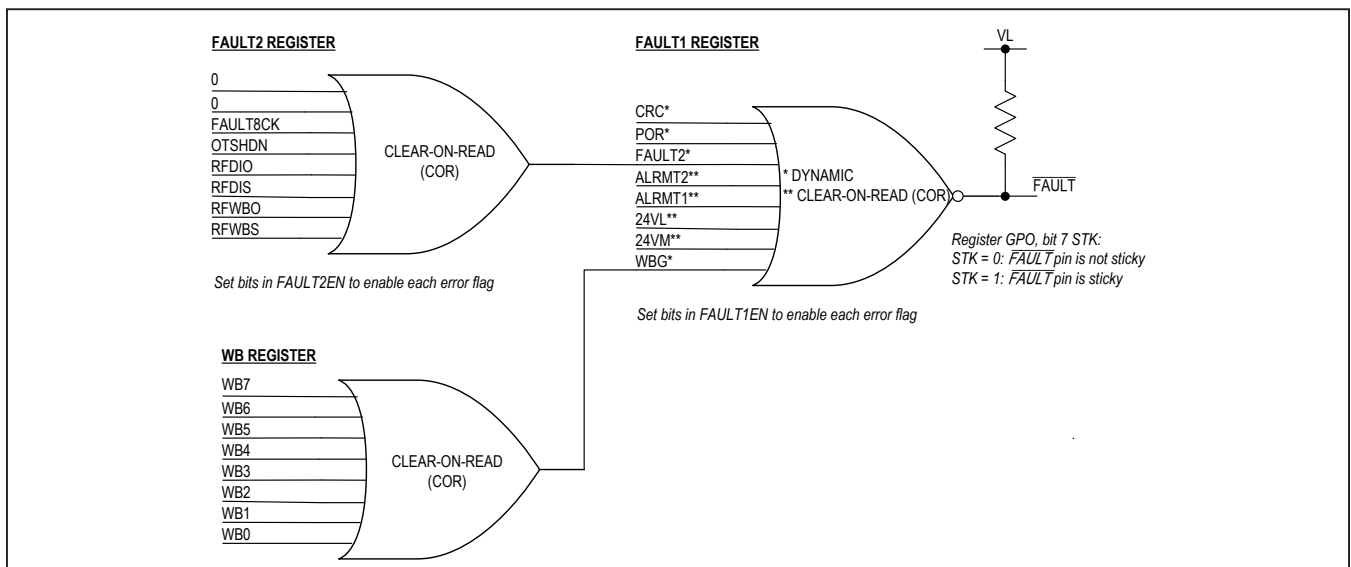 FAULT2 REGISTER
0
0
FAULT8CK
OTSHDN
RFDIO
RFDIS
RFWBO
RFWBS
CLEAR-ON-READ
(COR)
Set bits in FAULT2EN to enable each error flag
FAULT1 REGISTER
CRC*
POR*
FAULT2*
ALRMT2**
ALRMT1**
24VL**
24VM**
WBG*
* DYNAMIC
** CLEAR-ON-READ (COR)
Set bits in FAULT1EN to enable each error flag
VL
FAULT
Register GPO, bit 7 STK:
STK = 0: FAULT pin is not sticky
STK = 1: FAULT pin is sticky
WB REGISTER
WB7
WB6
WB5
WB4
WB3
WB2
WB1
WB0
CLEAR-ON-READ
(COR)